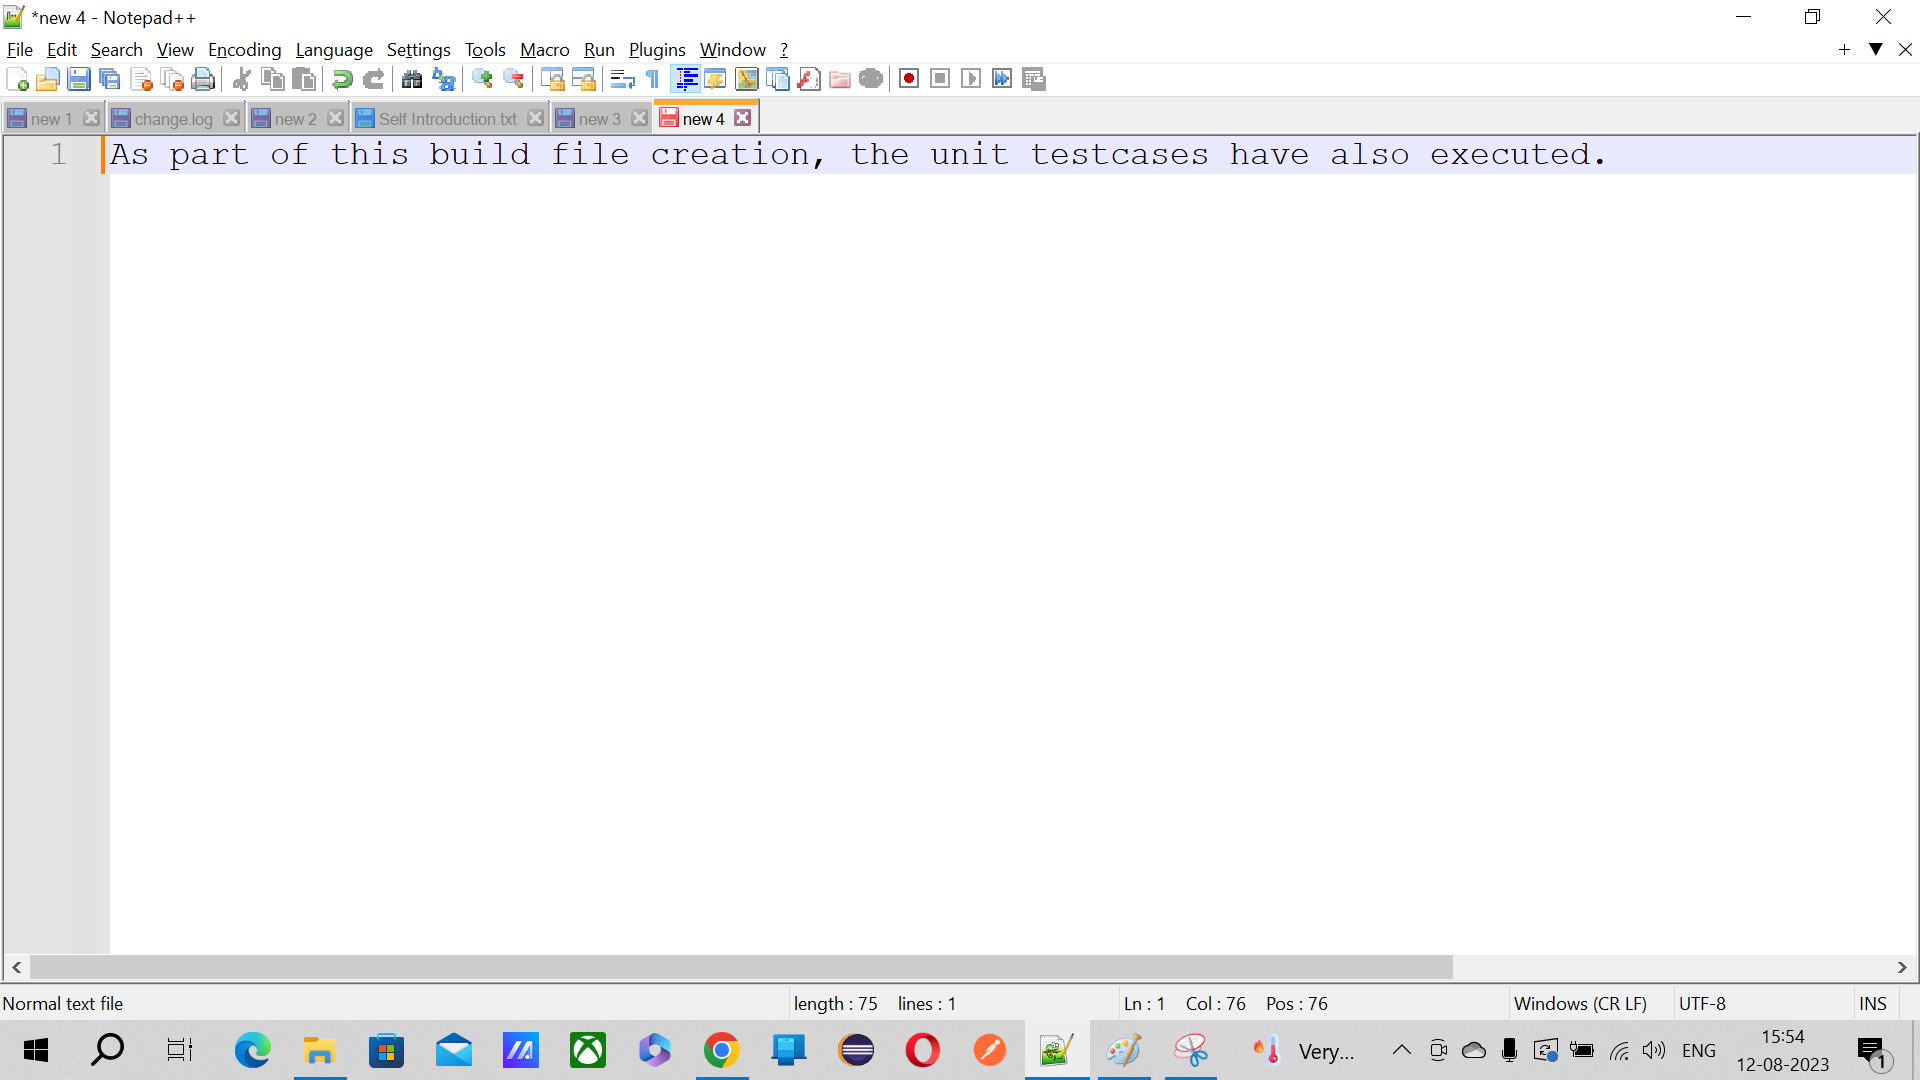 *new 4 - Notepad++
File Edit Search View Encoding Language Settings Tools Macro Run Plugins Window ?
new 1 change.log new 2 Self Introduction.txt new 3 new 4
1 As part of this build file creation, the unit testcases have also executed.
Normal text file length : 75 lines : 1 Ln : 1 Col : 76 Pos : 76 Windows (CR LF) UTF-8 INS
Very... ENG 15:54
12-08-2023 1